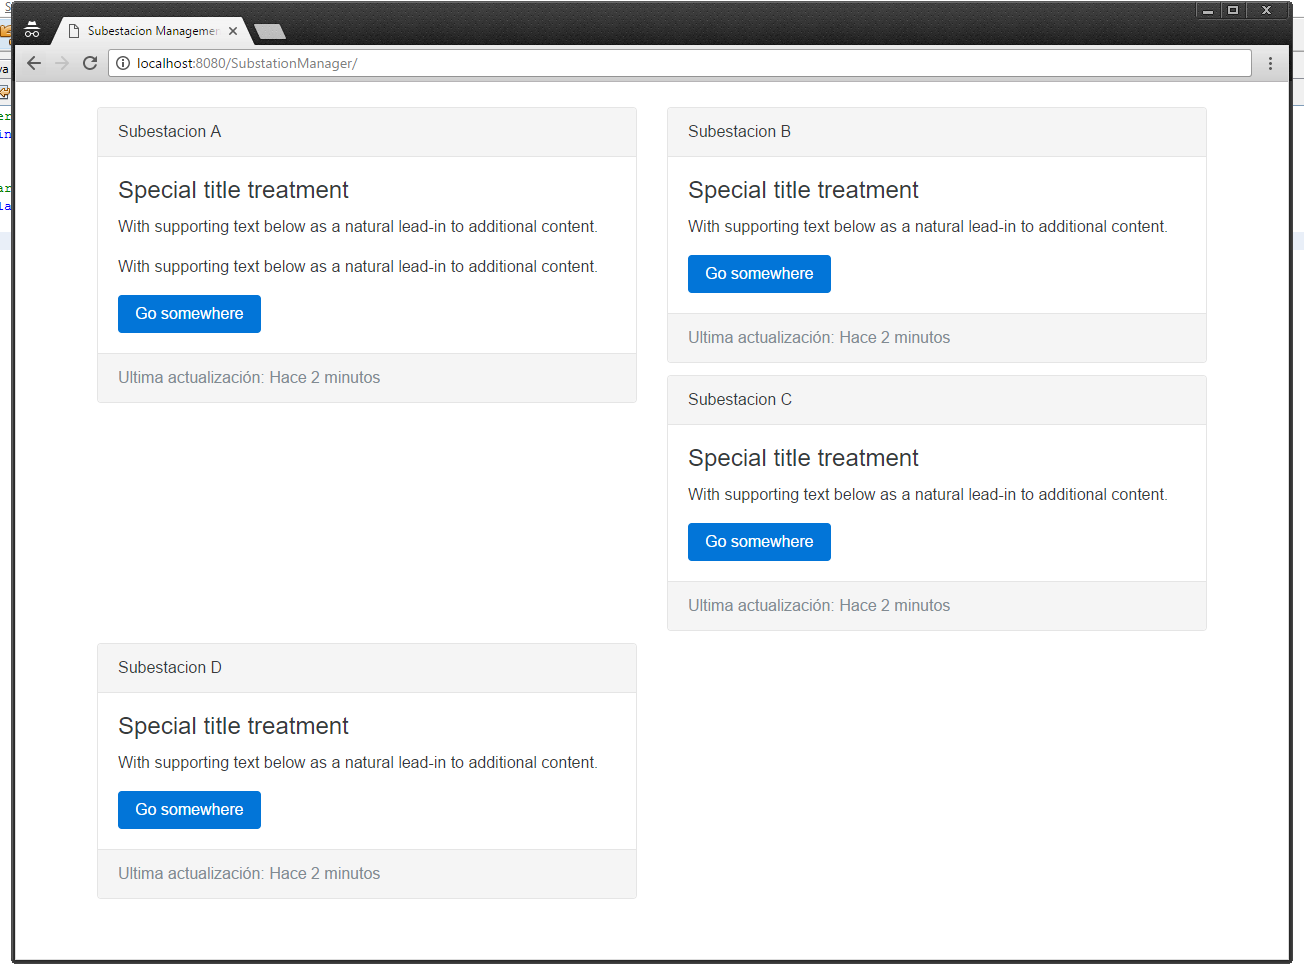 Subestacion Managemen
localhost:8080/SubstationManager/
Subestacion A
Special title treatment
With supporting text below as a natural lead-in to additional content.
With supporting text below as a natural lead-in to additional content.
Go somewhere
Ultima actualización: Hace 2 minutos
Subestacion B
Special title treatment
With supporting text below as a natural lead-in to additional content.
Go somewhere
Ultima actualización: Hace 2 minutos
Subestacion C
Special title treatment
With supporting text below as a natural lead-in to additional content.
Go somewhere
Ultima actualización: Hace 2 minutos
Subestacion D
Special title treatment
With supporting text below as a natural lead-in to additional content.
Go somewhere
Ultima actualización: Hace 2 minutos